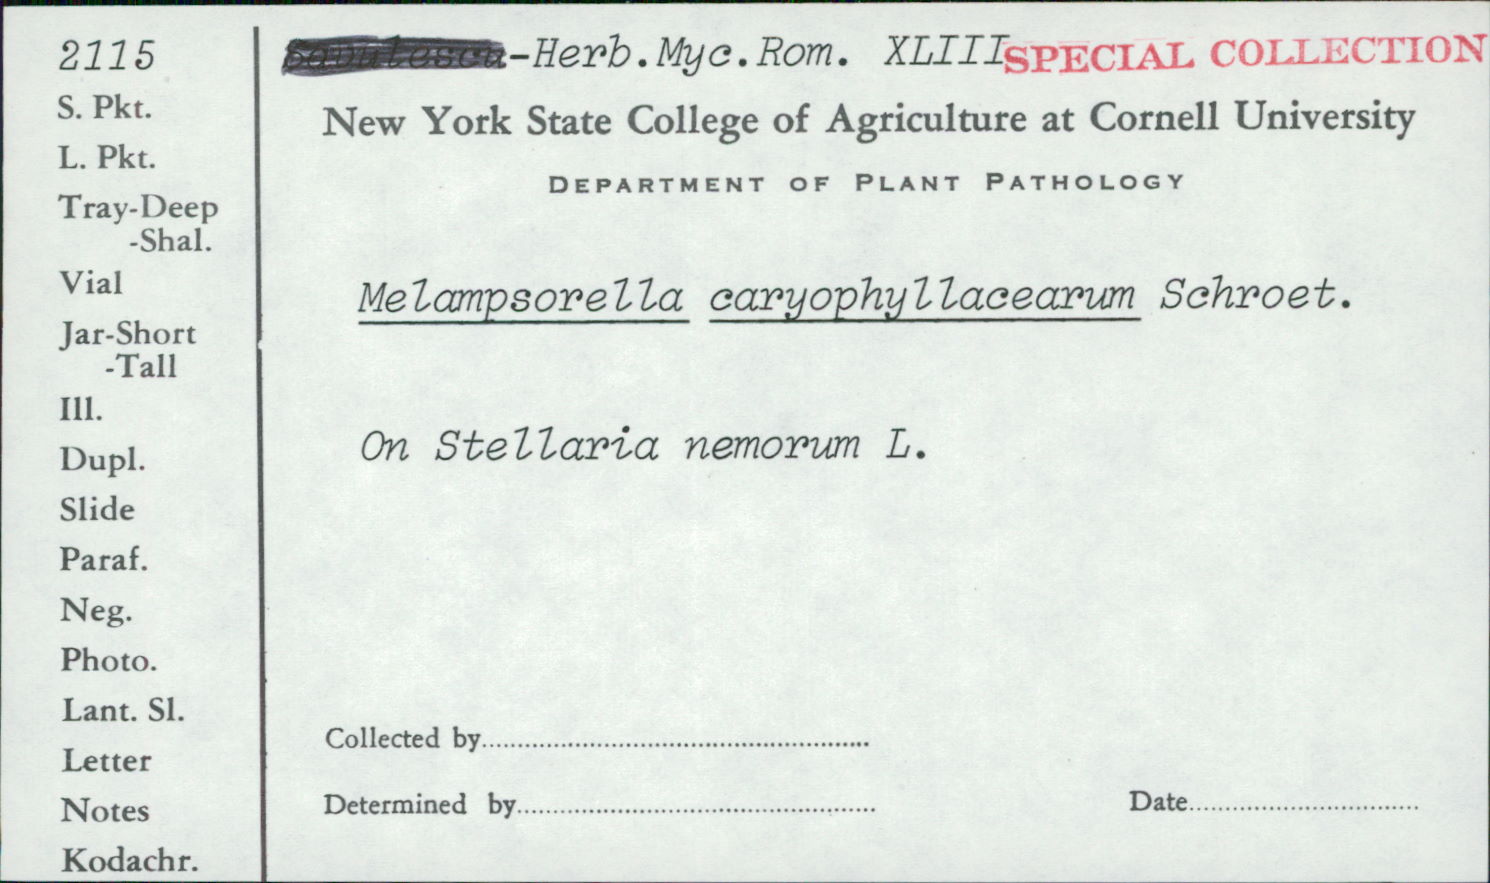 2115
Savulescu-Herb.Myc.Rom. XLIII SPECIAL COLLECTION
New York State College of Agriculture at Cornell University
DEPARTMENT OF PLANT PATHOLOGY
Melampsorella caryophyllacearum Schroet.
On Stellaria nemorum L.
Collected by
Determined by
Date
S. Pkt.
L. Pkt.
Tray-Deep
-Shal.
Vial
Jar-Short
-Tall
Ill.
Dupl.
Slide
Paraf.
Neg.
Photo.
Lant. Sl.
Letter
Notes
Kodachr.